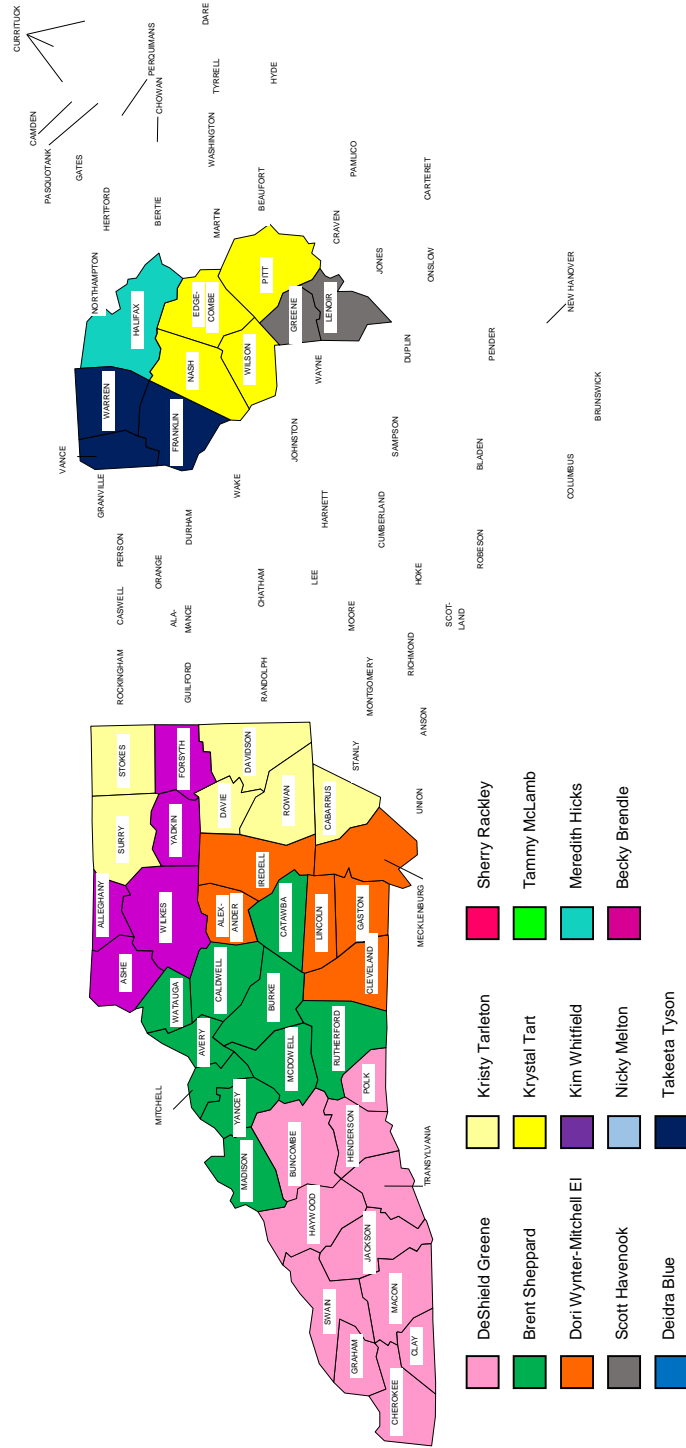 CHEROKEE
GRAHAM
CLAY
SWAIN
MACON
JACKSON
HAYWOOD
TRANSYLVANIA
HENDERSON
BUNCOMBE
MADISON
YANCEY
MITCHELL
POLK
RUTHERFORD
MCDOWELL
AVERY
WATAUGA
BURKE
CALDWELL
ASHE
ALLEGHANY
WILKES
CLEVELAND
ALEX-
ANDER
CATAWBA
LINCOLN
GASTON
MECKLENBURG
IREDELL
SURRY
YADKIN
STOKES
FORSYTH
DAVIE
DAVIDSON
ROWAN
CABARRUS
STANLY
UNION
ANSON
ROCKINGHAM
GUILFORD
RANDOLPH
MONTGOMERY
RICHMOND
CASWELL
ALA-
MANCE
ORANGE
PERSON
CHATHAM
MOORE
LEE
HOKE
SCOT-
LAND
DURHAM
GRANVILLE
VANCE
WAKE
HARNETT
CUMBERLAND
ROBESON
WARREN
FRANKLIN
JOHNSTON
SAMPSON
BLADEN
COLUMBUS
BRUNSWICK
NEW HANOVER
PENDER
DUPLIN
WAYNE
NASH
WILSON
HALIFAX
NORTHAMPTON
EDGE-
COMBE
PITT
GREENE
LENOIR
JONES
ONSLOW
CRAVEN
CARTERET
PAMLICO
BEAUFORT
MARTIN
BERTIE
HERTFORD
GATES
PASQUOTANK
CAMDEN
CURRITUCK
PERQUIMANS
CHOWAN
WASHINGTON
TYRRELL
HYDE
DARE
DeShield Greene
Brent Sheppard
Dori Wynter-Mitchell El
Scott Havenook
Deidra Blue
Kristy Tarleton
Krystal Tart
Kim Whitfield
Nicky Melton
Takeeta Tyson
Sherry Rackley
Tammy McLamb
Meredith Hicks
Becky Brendle